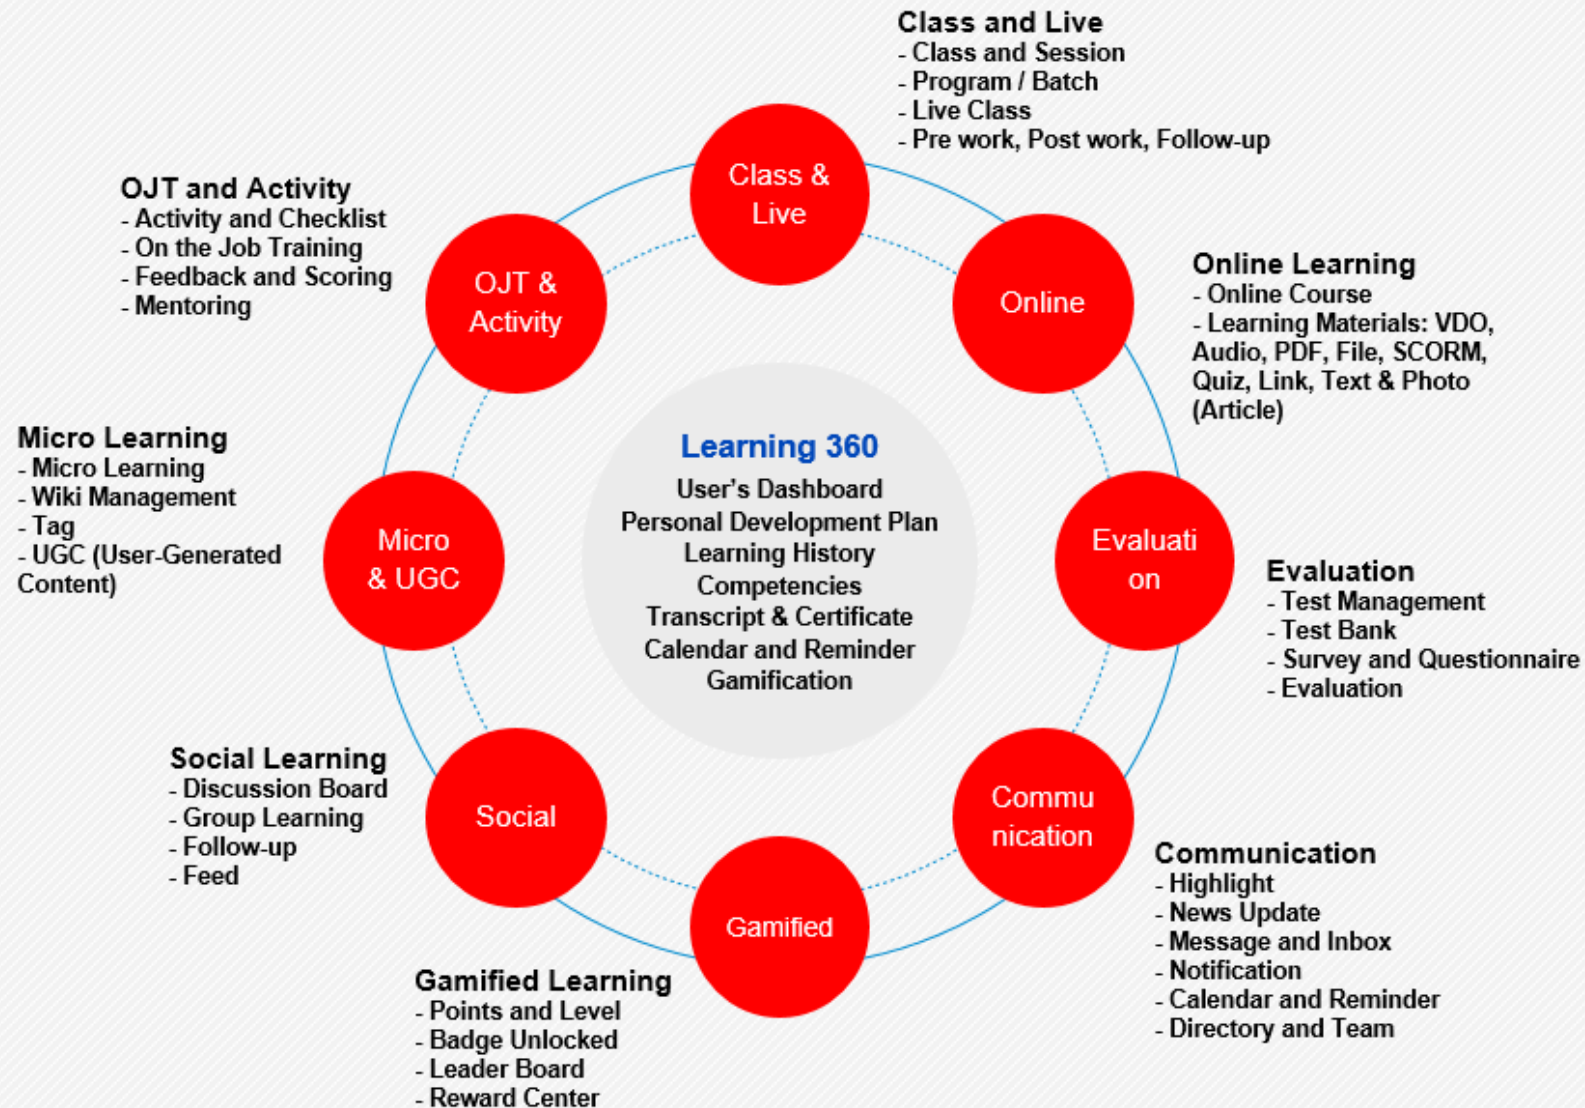 Class and Live
- Class and Session
- Program / Batch
- Live Class
- Pre work, Post work, Follow-up
Class &
Live
OJT and Activity
- Activity and Checklist
- On the Job Training
- Feedback and Scoring
- Mentoring
OJT &
Activity
Online
Online Learning
- Online Course
- Learning Materials: VDO,
Audio, PDF, File, SCORM,
Quiz, Link, Text & Photo
(Article)
Micro Learning
- Micro Learning
- Wiki Management
- Tag
- UGC (User-Generated
Content)
Micro
& UGC
Learning 360
User's Dashboard
Personal Development Plan
Learning History
Competencies
Transcript & Certificate
Calendar and Reminder
Gamification
Evaluati
on
Evaluation
- Test Management
- Test Bank
- Survey and Questionnaire
- Evaluation
Social Learning
- Discussion Board
- Group Learning
- Follow-up
- Feed
Social
Commu
nication
Communication
- Highlight
- News Update
- Message and Inbox
- Notification
- Calendar and Reminder
- Directory and Team
Gamified
Gamified Learning
- Points and Level
- Badge Unlocked
- Leader Board
- Reward Center